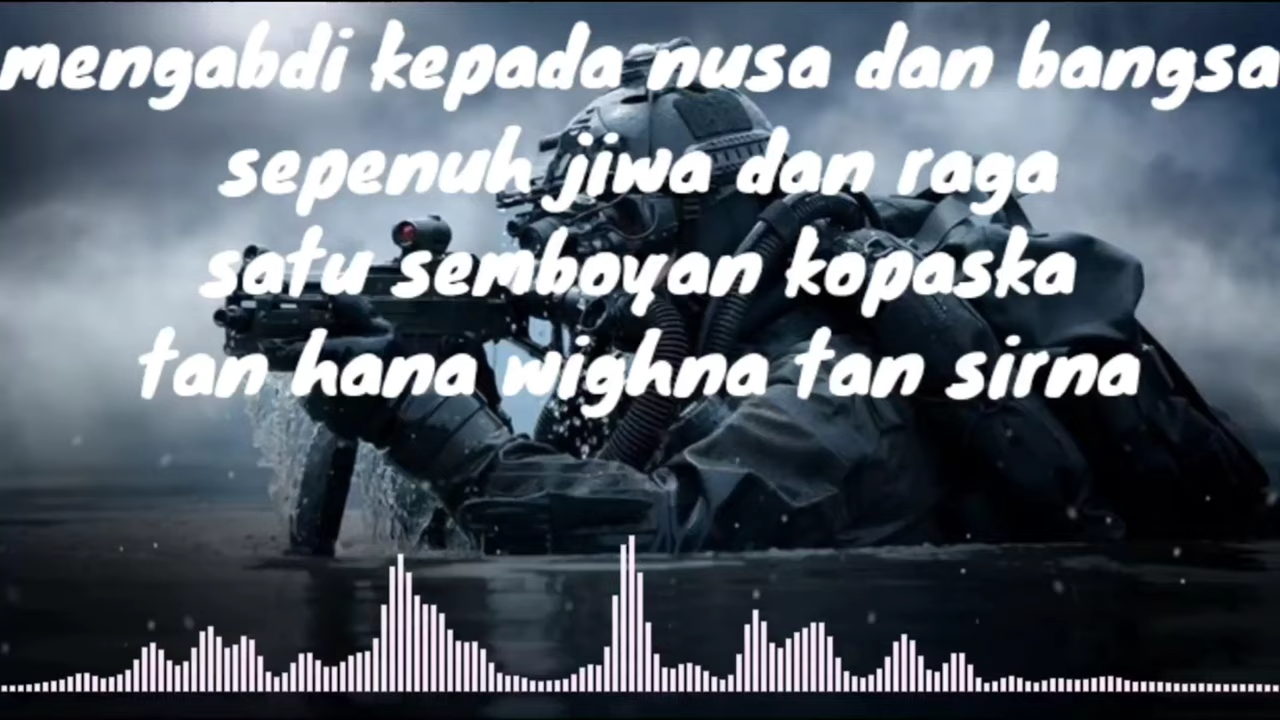 mengabdi kepada nusa dan bangsa
sepenuh jiwa dan raga
satu semboyan kopaska
tan hana wighna tan sirna